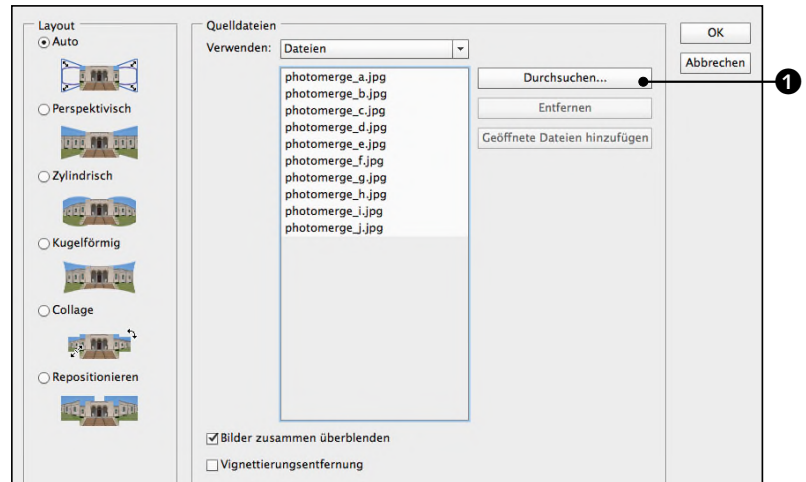 Layout
Auto
Perspektivisch
Zylindrisch
Kugelförmig
Collage
Repositionieren
Quelldateien
Verwenden: Dateien
photomerge_a.jpg
photomerge_b.jpg
photomerge_c.jpg
photomerge_d.jpg
photomerge_e.jpg
photomerge_f.jpg
photomerge_g.jpg
photomerge_h.jpg
photomerge_i.jpg
photomerge_j.jpg
Bilder zusammen überblenden
Vignettierungsentfernung
Durchsuchen...
Entfernen
Geöffnete Dateien hinzufügen
OK
Abbrechen
1